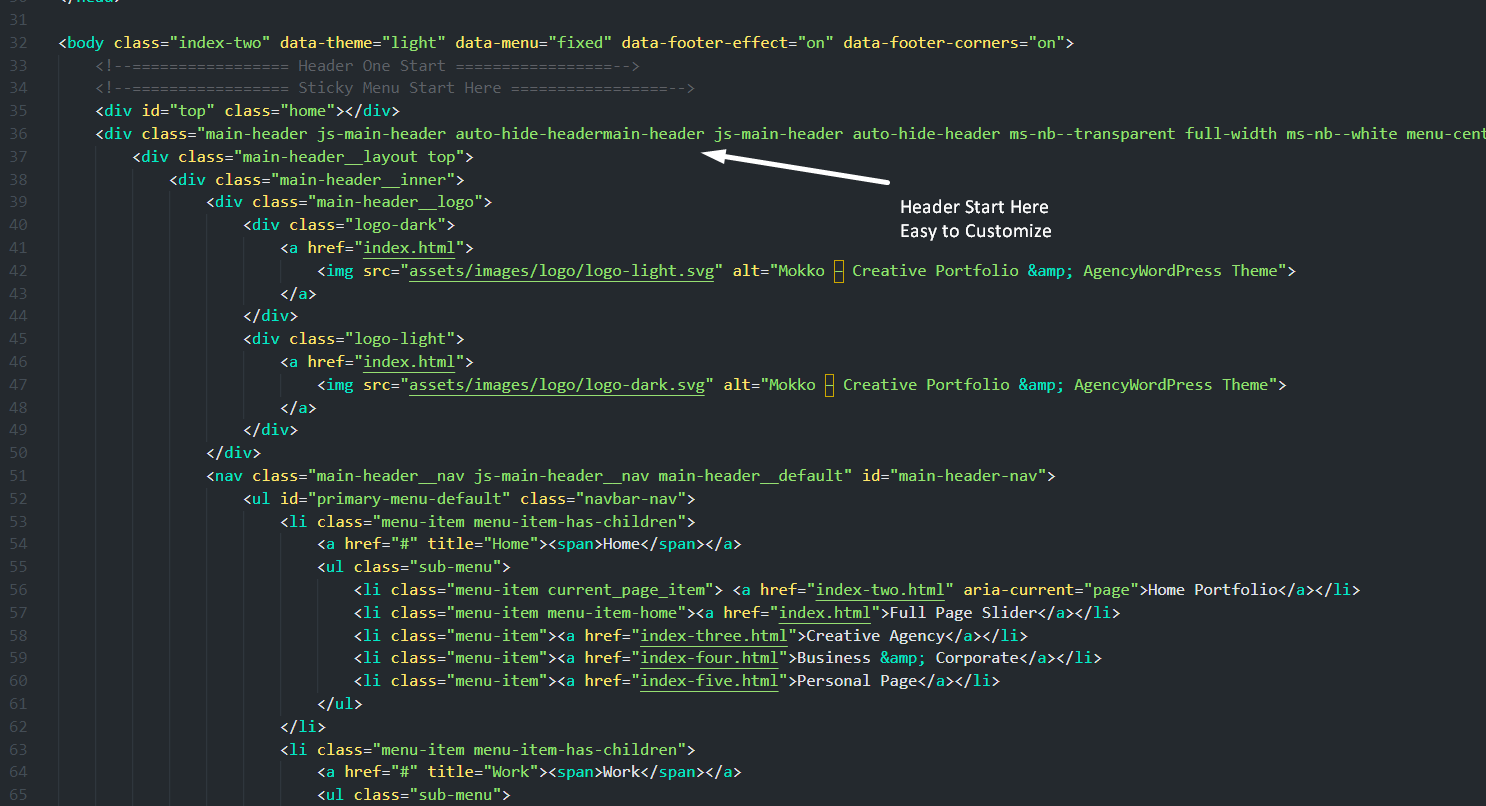 31
32 <body class="index-two" data-theme="light" data-menu="fixed" data-footer-effect="on" data-footer-corners="on">
33 <!--================= Header One Start =================-->
34 <!--================= Sticky Menu Start Here =================-->
35 <div id="top" class="home"></div>
36 <div class="main-header js-main-header auto-hide-headermain-header js-main-header auto-hide-header ms-nb--transparent full-width ms-nb--white menu-cent
37 <div class="main-header__layout top">
38 <div class="main-header__inner">
Header Start Here
Easy to Customize
39 <div class="main-header__logo">
40 <div class="logo-dark">
41 <a href="index.html">
42 <img src="assets/images/logo/logo-light.svg" alt="Mokko – Creative Portfolio &amp; AgencyWordPress Theme">
43 </a>
44 </div>
45 <div class="logo-light">
46 <a href="index.html">
47 <img src="assets/images/logo/logo-dark.svg" alt="Mokko – Creative Portfolio &amp; AgencyWordPress Theme">
48 </a>
49 </div>
50 </div>
51 <nav class="main-header__nav js-main-header__nav main-header__default" id="main-header-nav">
52 <ul id="primary-menu-default" class="navbar-nav">
53 <li class="menu-item menu-item-has-children">
54 <a href="#" title="Home"><span>Home</span></a>
55 <ul class="sub-menu">
56 <li class="menu-item current_page_item"> <a href="index-two.html" aria-current="page">Home Portfolio</a></li>
57 <li class="menu-item menu-item-home"><a href="index.html">Full Page Slider</a></li>
58 <li class="menu-item"><a href="index-three.html">Creative Agency</a></li>
59 <li class="menu-item"><a href="index-four.html">Business &amp; Corporate</a></li>
60 <li class="menu-item"><a href="index-five.html">Personal Page</a></li>
61 </ul>
62 </li>
63 <li class="menu-item menu-item-has-children">
64 <a href="#" title="Work"><span>Work</span></a>
65 <ul class="sub-menu">